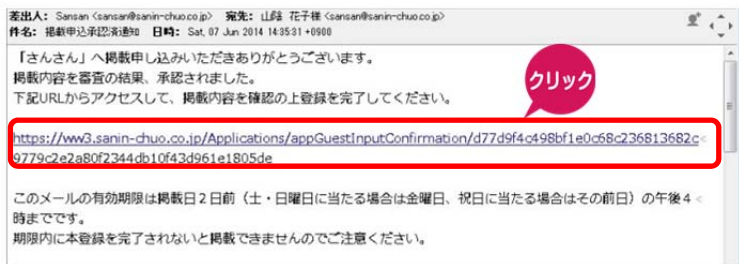 差出人: Sansan <sansan@sanin-chuo.co.jp> 宛先: 山陰 花子様 <sansan@sanin-chuo.co.jp>
件名: 掲載申込承認済通知 日時: Sat, 07 Jun 2014 14:35:31 +0900
「さんさん」へ掲載申し込みいただきありがとうございます。
掲載内容を審査の結果、承認されました。
下記URLからアクセスして、掲載内容を確認の上登録を完了してください。
クリック
https://ww3.sanin-chuo.co.jp/Applications/appGuestInputConfirmation/d77d9f4c498bf1e0c68c236813682c
9779c2e2a80f2344db10f43d961e1805de
このメールの有効期限は掲載日2日前(土・日曜日に当たる場合は金曜日、祝日に当たる場合はその前日)の午後4
時までです。
期限内に本登録を完了されないと掲載できませんのでご注意ください。